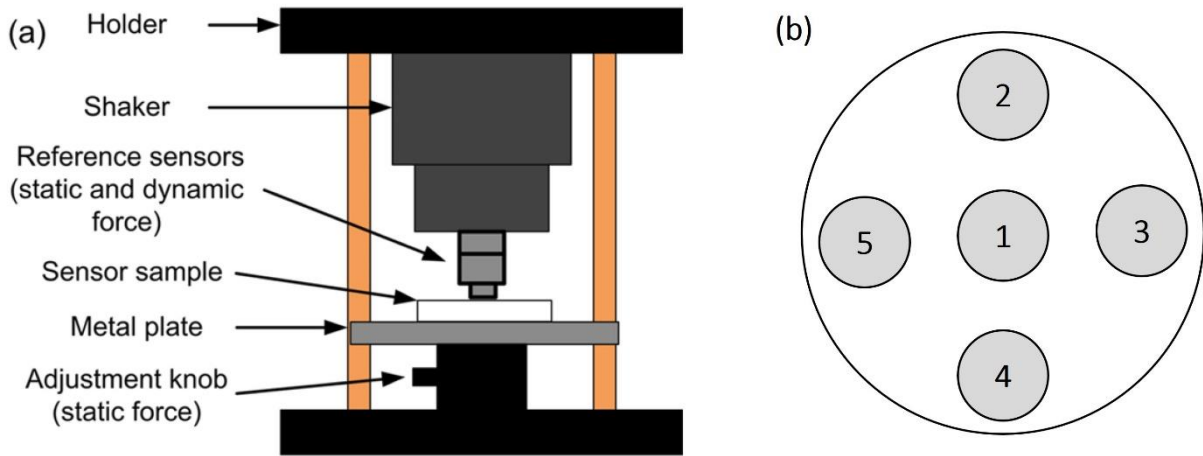 (a)
Holder
Shaker
Reference sensors
(static and dynamic
force)
Sensor sample
Metal plate
Adjustment knob
(static force)
(b)
2
5
1
3
4